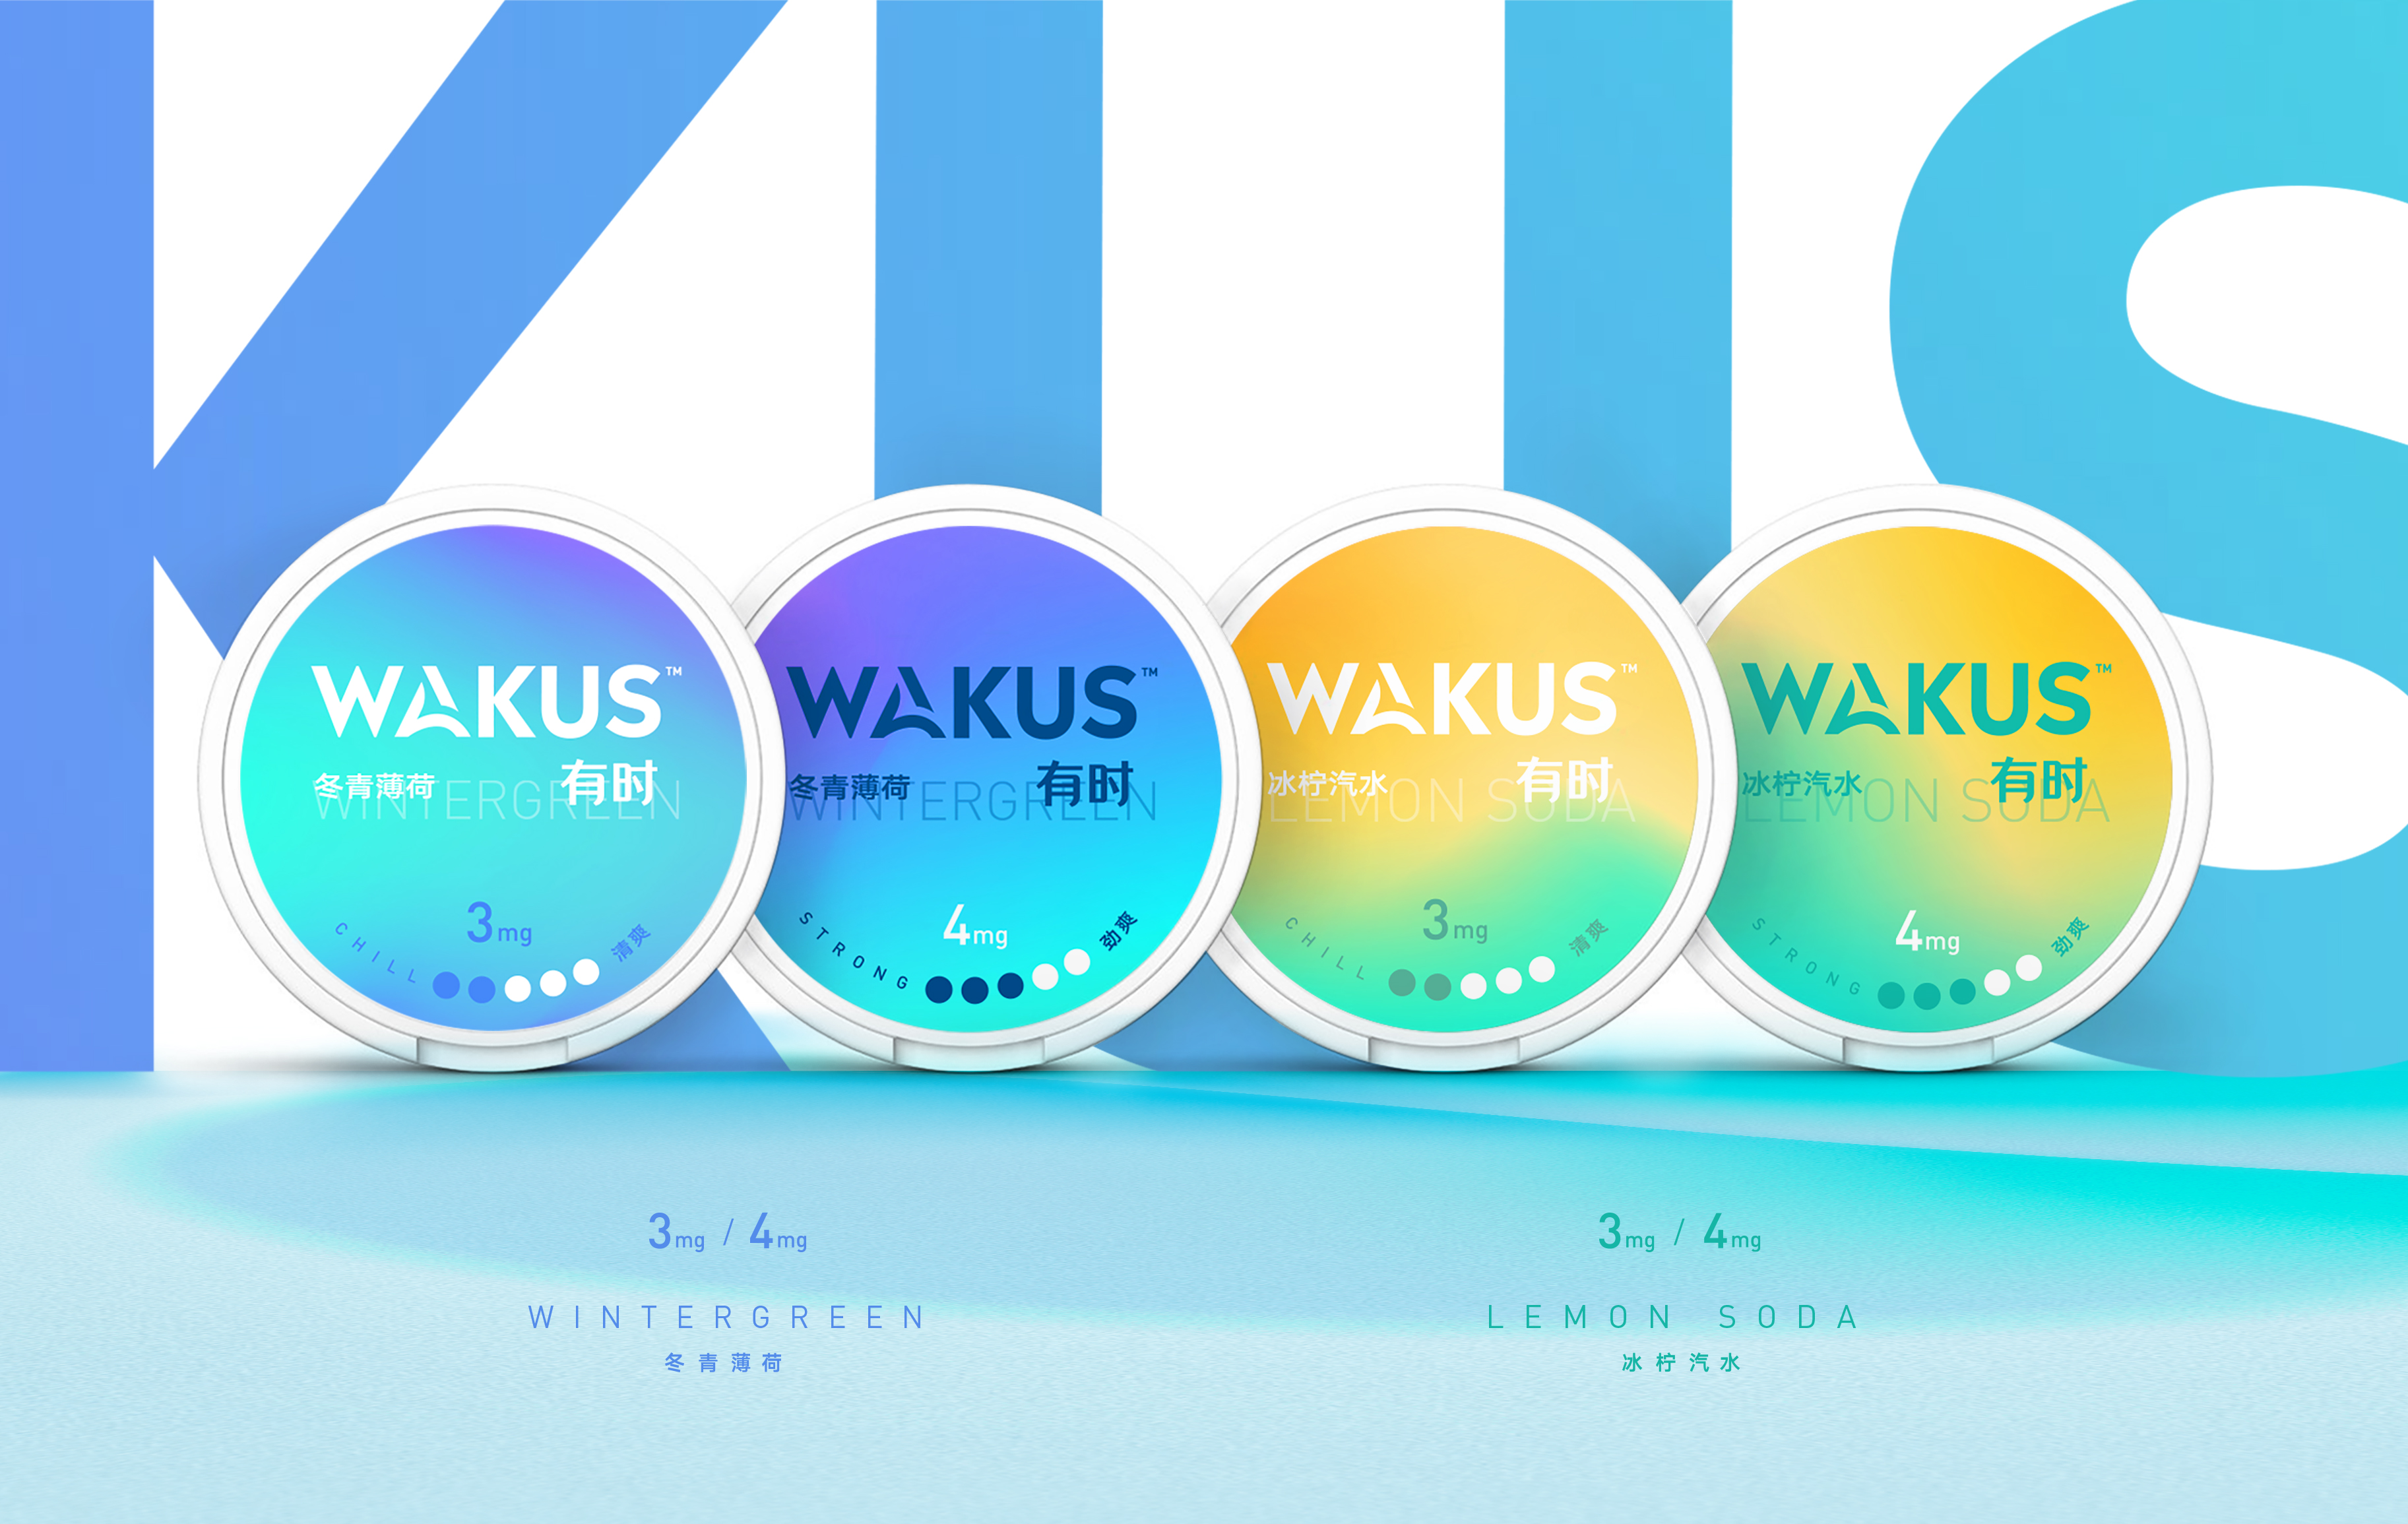 KUS
WAKUS™
有时
冬青薄荷
WINTERGREEN
3mg
CHILL
清爽
WAKUS™
有时
冬青薄荷
WINTERGREEN
4mg
STRONG
劲爽
WAKUS™
有时
冰柠汽水
LEMON SODA
3mg
CHILL
清爽
WAKUS™
有时
冰柠汽水
LEMON SODA
4mg
STRONG
劲爽
3mg / 4mg
WINTERGREEN
冬青薄荷
3mg / 4mg
LEMON SODA
冰柠汽水